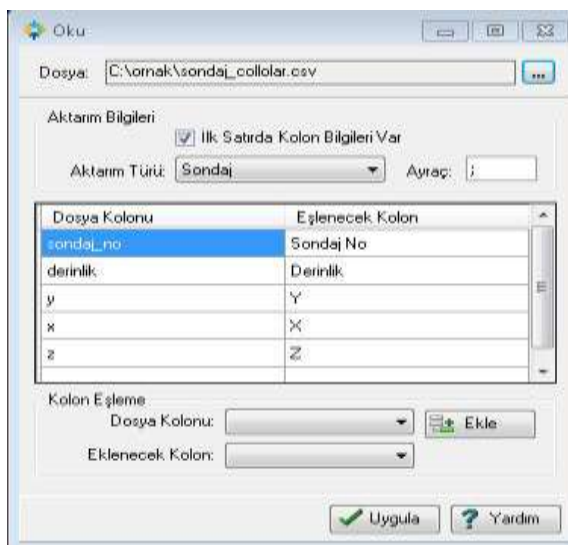 Oku
Dosya: C:\ornak\sondaj_collolar.csv ...
Aktarım Bilgileri
İlk Satırda Kolon Bilgileri Var
Aktarım Türü: Sondaj Ayraç: ;
Dosya Kolonu Eşlenecek Kolon
sondaj_no Sondaj No
derinlik Derinlik
y Y
x X
z Z
Kolon Eşleme
Dosya Kolonu: Ekle
Eklenecek Kolon:
Uygula ? Yardım